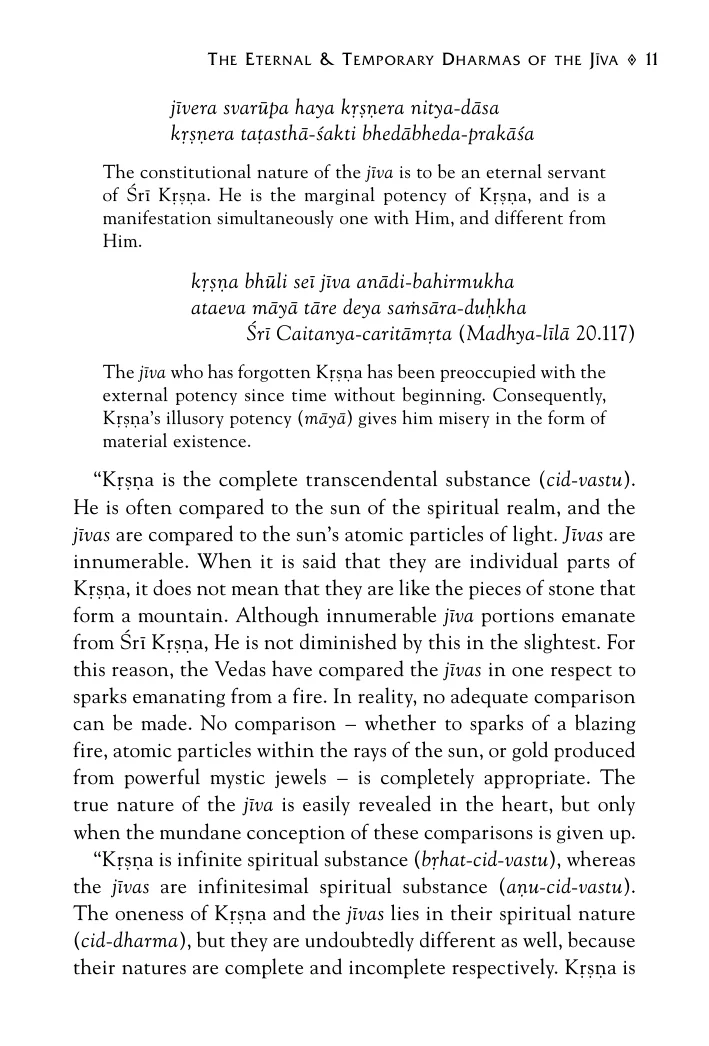 The Eternal & Temporary Dharmas of the Jīva ◈ 11
jīvera svarūpa haya kṛṣṇera nitya-dāsa
kṛṣṇera taṭasthā-śakti bhedābheda-prakāśa
The constitutional nature of the jīva is to be an eternal servant
of Śrī Kṛṣṇa. He is the marginal potency of Kṛṣṇa, and is a
manifestation simultaneously one with Him, and different from
Him.
kṛṣṇa bhūli seī jīva anādi-bahirmukha
ataeva māyā tāre deya saṁsāra-duḥkha
Śrī Caitanya-caritāmṛta (Madhya-līlā 20.117)
The jīva who has forgotten Kṛṣṇa has been preoccupied with the
external potency since time without beginning. Consequently,
Kṛṣṇa’s illusory potency (māyā) gives him misery in the form of
material existence.
“Kṛṣṇa is the complete transcendental substance (cid-vastu).
He is often compared to the sun of the spiritual realm, and the
jīvas are compared to the sun’s atomic particles of light. Jīvas are
innumerable. When it is said that they are individual parts of
Kṛṣṇa, it does not mean that they are like the pieces of stone that
form a mountain. Although innumerable jīva portions emanate
from Śrī Kṛṣṇa, He is not diminished by this in the slightest. For
this reason, the Vedas have compared the jīvas in one respect to
sparks emanating from a fire. In reality, no adequate comparison
can be made. No comparison – whether to sparks of a blazing
fire, atomic particles within the rays of the sun, or gold produced
from powerful mystic jewels – is completely appropriate. The
true nature of the jīva is easily revealed in the heart, but only
when the mundane conception of these comparisons is given up.
“Kṛṣṇa is infinite spiritual substance (bṛhat-cid-vastu), whereas
the jīvas are infinitesimal spiritual substance (aṇu-cid-vastu).
The oneness of Kṛṣṇa and the jīvas lies in their spiritual nature
(cid-dharma), but they are undoubtedly different as well, because
their natures are complete and incomplete respectively. Kṛṣṇa is